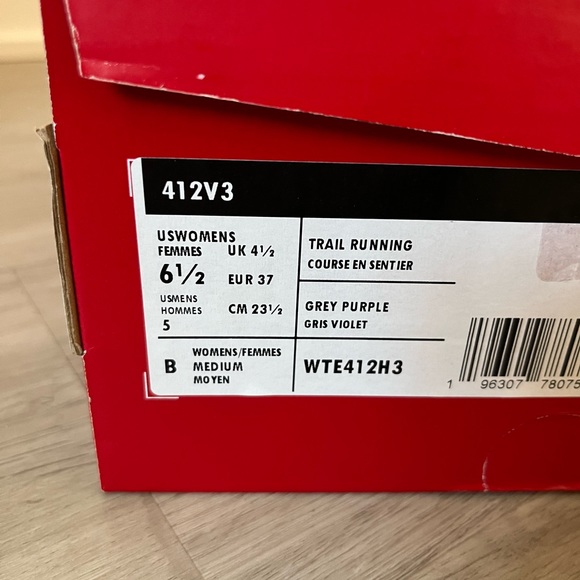 412V3
USWOMENS
FEMMES
6½
USMENS
HOMMES
5
UK 4½
EUR 37
CM 23½
TRAIL RUNNING
COURSE EN SENTIER
GREY PURPLE
GRIS VIOLET
B
WOMENS/FEMMES
MEDIUM
MOYEN
WTE412H3
1 96307 78075